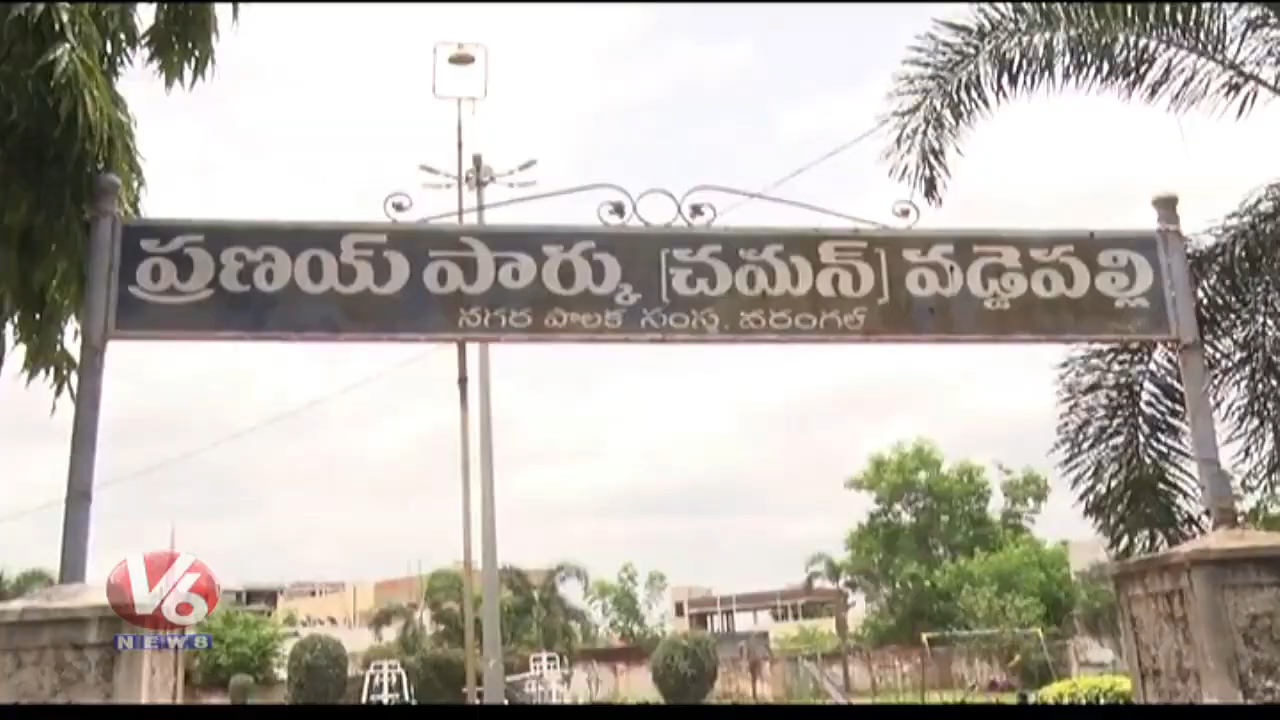 ప్రణయ్ పార్కు [చమన్] వడ్డెపల్లి
నగర పాలక సంస్థ, వరంగల్
V6
NEWS